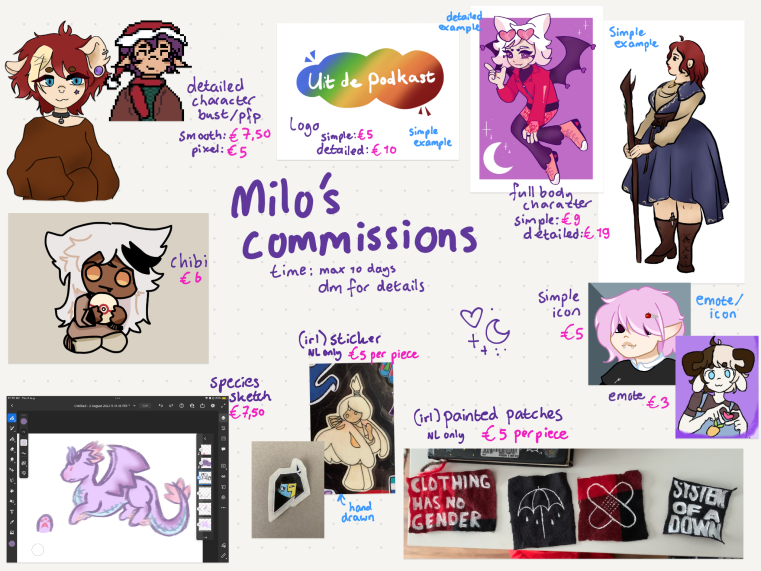 detailed
character
bust/pfp
smooth: €7,50
pixel: €5
Uit de Podkast
Logo
simple: €5
detailed: €10
simple
example
detailed
example
full body
character
simple: €9
detailed: €19
Simple
example
Milo's
commissions
time: max 10 days
dm for details
chibi
€6
Simple
icon
€5
emote/
icon
emote €3
(irl) sticker
NL only €5 per piece
hand
drawn
Species
sketch
€7,50
(irl) painted patches
NL only €5 per piece
CLOTHING
HAS NO
GENDER
SYSTEM
OF A
DOWN